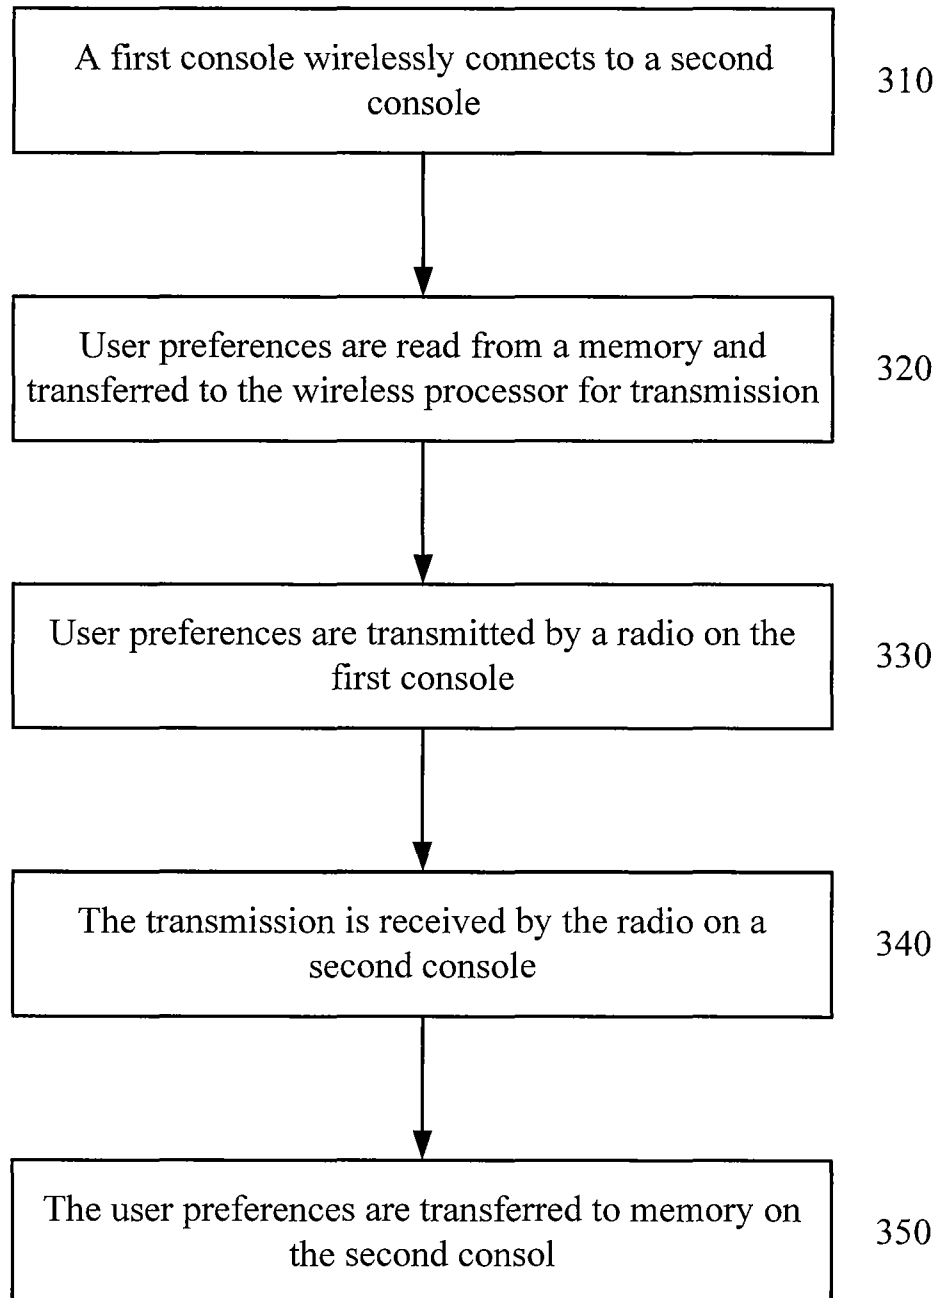 A first console wirelessly connects to a second
console
310
User preferences are read from a memory and
transferred to the wireless processor for transmission
320
User preferences are transmitted by a radio on the
first console
330
The transmission is received by the radio on a
second console
340
The user preferences are transferred to memory on
the second consol
350